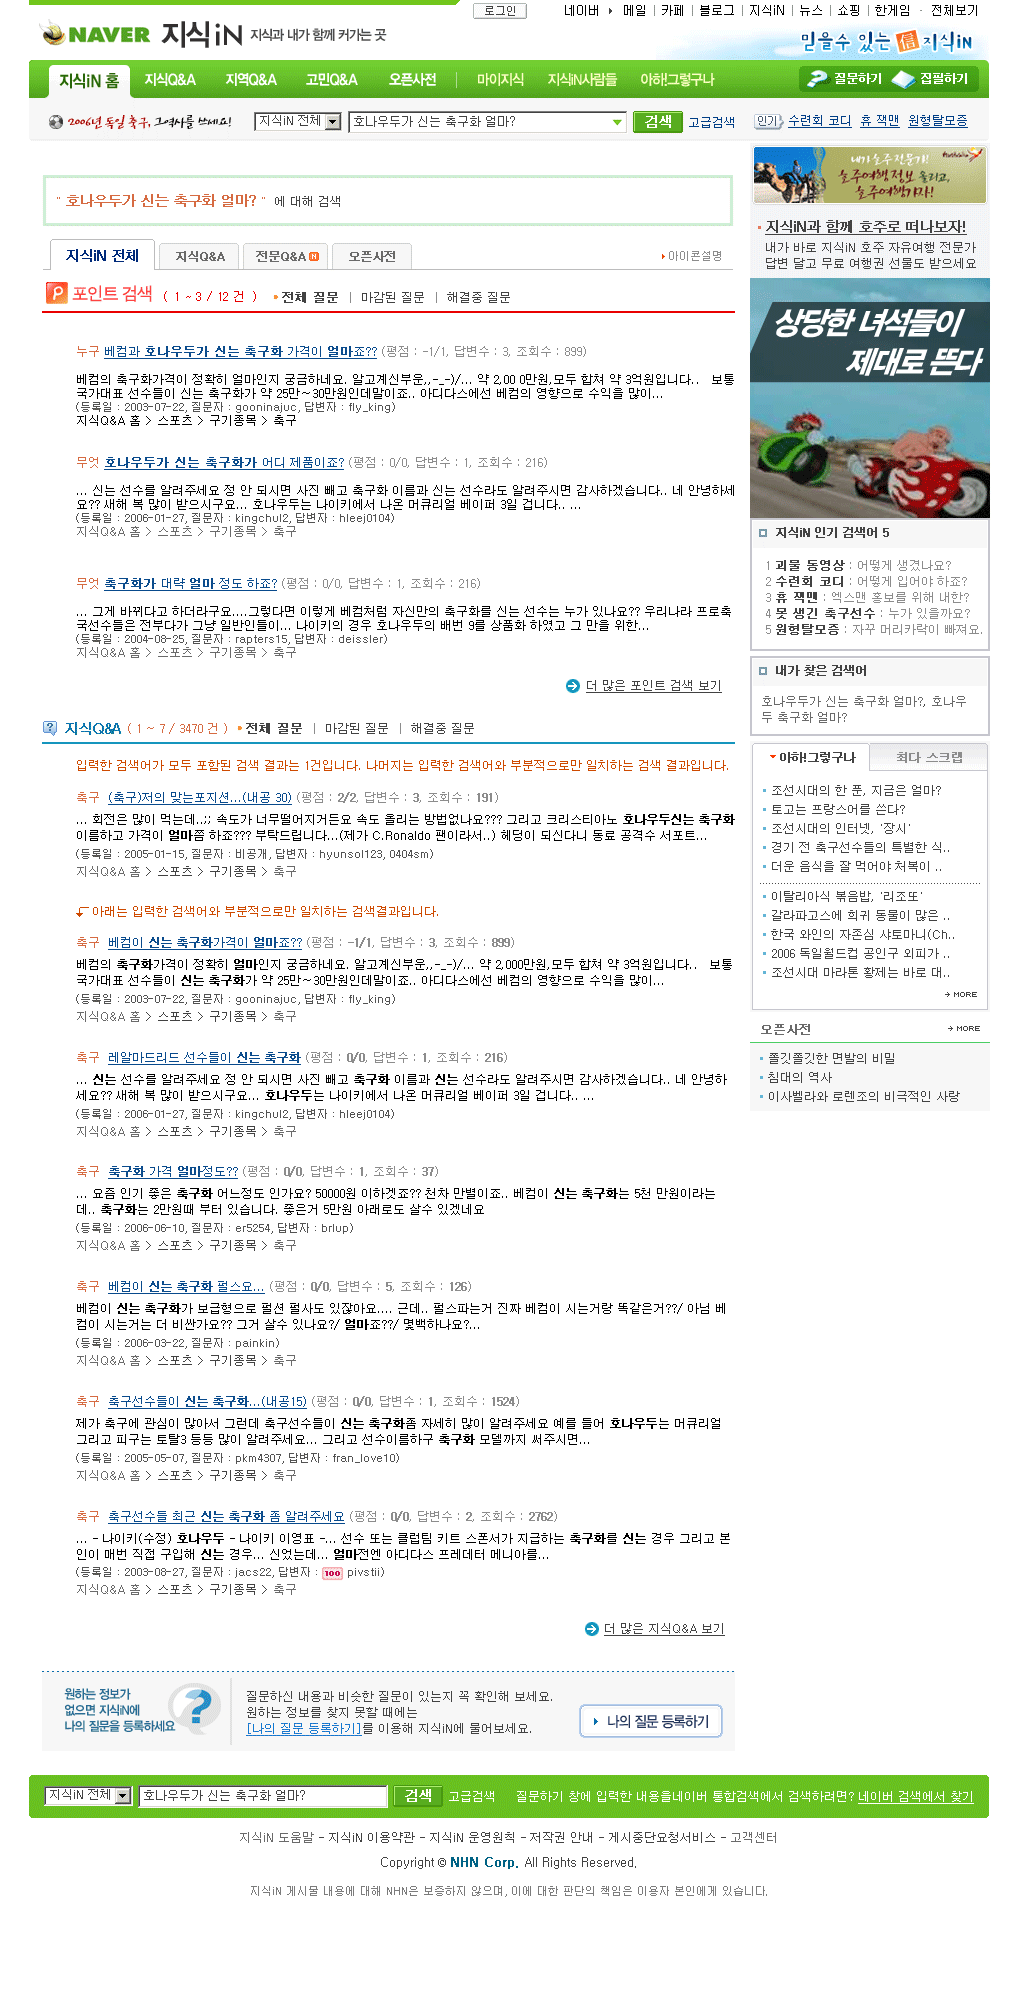 로그인
네이버 ▸ 메일 | 카페 | 블로그 | 지식iN | 뉴스 | 쇼핑 | 한게임 · 전체보기
NAVER 지식iN 지식과 내가 함께 커가는 곳
믿을수 있는 信 지식iN
지식iN 홈 지식Q&A 지역Q&A 고민Q&A 오픈사전 | 마이지식 지식iN사람들 아하!그렇구나 질문하기 집필하기
2006년 독일 축구, 그 역사를 쓰세요! 지식iN 전체 호나우두가 신는 축구화 얼마? 검색 고급검색 인기 수련회 코디 휴 잭맨 원형탈모증
" 호나우두가 신는 축구화 얼마? " 에 대해 검색
지식iN 전체 지식Q&A 전문Q&A N 오픈사전 아이콘설명
P 포인트 검색 ( 1 ~ 3 / 12 건 ) 전체 질문 | 마감된 질문 | 해결중 질문
누구 베컴과 호나우두가 신는 축구화 가격이 얼마죠?? (평점 : -1/1, 답변수 : 3, 조회수 : 899)
베컴의 축구화가격이 정확히 얼마인지 궁금하네요. 알고계신부운,,-_-)/... 약 2,00 0만원,모두 합쳐 약 3억원입니다.. 보통
국가대표 선수들이 신는 축구화가 약 25만~30만원인데말이죠.. 아디다스에선 베컴의 영향으로 수익을 많이...
(등록일 : 2003-07-22, 질문자 : gooninajuc, 답변자 : fly_king)
지식Q&A 홈 > 스포츠 > 구기종목 > 축구
무엇 호나우두가 신는 축구화가 어디 제품이죠? (평점 : 0/0, 답변수 : 1, 조회수 : 216)
... 신는 선수를 알려주세요 정 안 되시면 사진 빼고 축구화 이름과 신는 선수라도 알려주시면 감사하겠습니다.. 네 안녕하세
요?? 새해 복 많이 받으시구요... 호나우두는 나이키에서 나온 머큐리얼 베이퍼 3일 겁니다.. ...
(등록일 : 2006-01-27, 질문자 : kingchul2, 답변자 : hleej0104)
지식Q&A 홈 > 스포츠 > 구기종목 > 축구
무엇 축구화가 대략 얼마 정도 하죠? (평점 : 0/0, 답변수 : 1, 조회수 : 216)
... 그게 바뀌다고 하더라구요....그렇다면 이렇게 베컴처럼 자신만의 축구화를 신는 선수는 누가 있나요?? 우리나라 프로축
국선수들은 전부다가 그냥 일반인들이... 나이키의 경우 호나우두의 배번 9를 상품화 하였고 그 만을 위한...
(등록일 : 2004-08-25, 질문자 : rapters15, 답변자 : deissler)
지식Q&A 홈 > 스포츠 > 구기종목 > 축구
더 많은 포인트 검색 보기
지식Q&A ( 1 ~ 7 / 3470 건 ) 전체 질문 | 마감된 질문 | 해결중 질문
입력한 검색어가 모두 포함된 검색 결과는 1건입니다. 나머지는 입력한 검색어와 부분적으로만 일치하는 검색 결과입니다.
축구 (축구)저의 맞는포지션...(내공 30) (평점 : 2/2, 답변수 : 3, 조회수 : 191)
... 회전은 많이 먹는데..;; 속도가 너무떨어지거든요 속도 올리는 방법없나요??? 그리고 크리스티아노 호나우두신는 축구화
이름하고 가격이 얼마쯤 하죠??? 부탁드립니다...(제가 C.Ronaldo 팬이라서..) 헤딩이 되신다니 동료 공격수 서포트...
(등록일 : 2005-01-15, 질문자 : 비공개, 답변자 : hyunsol123, 0404sm)
지식Q&A 홈 > 스포츠 > 구기종목 > 축구
아래는 입력한 검색어와 부분적으로만 일치하는 검색결과입니다.
축구 베컴이 신는 축구화가격이 얼마죠?? (평점 : -1/1, 답변수 : 3, 조회수 : 899)
베컴의 축구화가격이 정확히 얼마인지 궁금하네요. 알고계신부운,,-_-)/... 약 2,000만원,모두 합쳐 약 3억원입니다.. 보통
국가대표 선수들이 신는 축구화가 약 25만~30만원인데말이죠.. 아디다스에선 베컴의 영향으로 수익을 많이...
(등록일 : 2003-07-22, 질문자 : gooninajuc, 답변자 : fly_king)
지식Q&A 홈 > 스포츠 > 구기종목 > 축구
축구 레알마드리드 선수들이 신는 축구화 (평점 : 0/0, 답변수 : 1, 조회수 : 216)
... 신는 선수를 알려주세요 정 안 되시면 사진 빼고 축구화 이름과 신는 선수라도 알려주시면 감사하겠습니다.. 네 안녕하
세요?? 새해 복 많이 받으시구요... 호나우두는 나이키에서 나온 머큐리얼 베이퍼 3일 겁니다.. ...
(등록일 : 2006-01-27, 질문자 : kingchul2, 답변자 : hleej0104)
지식Q&A 홈 > 스포츠 > 구기종목 > 축구
축구 축구화 가격 얼마정도?? (평점 : 0/0, 답변수 : 1, 조회수 : 37)
... 요즘 인기 좋은 축구화 어느정도 인가요? 50000원 이하겟죠?? 천차 만별이죠.. 베컴이 신는 축구화는 5천 만원이라는
데.. 축구화는 2만원때 부터 있습니다. 좋은거 5만원 아래로도 살수 있겠네요
(등록일 : 2006-06-10, 질문자 : er5254, 답변자 : brlup)
지식Q&A 홈 > 스포츠 > 구기종목 > 축구
축구 베컴이 신는 축구화 펄스요... (평점 : 0/0, 답변수 : 5, 조회수 : 126)
베컴이 신는 축구화가 보급형으로 펄션 펄사도 있잖아요.... 근데.. 펄스파는거 진짜 베컴이 시는거랑 똑같은거??/ 아님 베
컴이 시는거는 더 비싼가요?? 그거 살수 있나요?/ 얼마죠??/ 몇백하나요?...
(등록일 : 2006-03-22, 질문자 : painkin)
지식Q&A 홈 > 스포츠 > 구기종목 > 축구
축구 축구선수들이 신는 축구화...(내공15) (평점 : 0/0, 답변수 : 1, 조회수 : 1524)
제가 축구에 관심이 많아서 그런데 축구선수들이 신는 축구화좀 자세히 많이 알려주세요 예를 들어 호나우두는 머큐리얼
그리고 피구는 토탈3 등등 많이 알려주세요... 그리고 선수이름하구 축구화 모델까지 써주시면...
(등록일 : 2005-05-07, 질문자 : pkm4307, 답변자 : fran_love10)
지식Q&A 홈 > 스포츠 > 구기종목 > 축구
축구 축구선수들 최근 신는 축구화 좀 알려주세요 (평점 : 0/0, 답변수 : 2, 조회수 : 2762)
... - 나이키(수정) 호나우두 - 나이키 이영표 -... 선수 또는 클럽팀 키트 스폰서가 지급하는 축구화를 신는 경우 그리고 본
인이 매번 직접 구입해 신는 경우... 신었는데... 얼마전엔 아디다스 프레데터 메니아를...
(등록일 : 2003-08-27, 질문자 : jacs22, 답변자 : 100 pivstii)
지식Q&A 홈 > 스포츠 > 구기종목 > 축구
더 많은 지식Q&A 보기
원하는 정보가
없으면 지식iN에
나의 질문을 등록하세요
질문하신 내용과 비슷한 질문이 있는지 꼭 확인해 보세요.
원하는 정보를 찾지 못할 때에는
[나의 질문 등록하기]를 이용해 지식iN에 물어보세요.
나의 질문 등록하기
내가 호주 전문가!
호주여행정보 올리고,
호주여행가자!
지식iN과 함께 호주로 떠나보자!
내가 바로 지식iN 호주 자유여행 전문가
답변 달고 무료 여행권 선물도 받으세요
상당한 녀석들이
제대로 뜬다
지식iN 인기 검색어 5
1 괴물 동영상 : 어떻게 생겼나요?
2 수련회 코디 : 어떻게 입어야 하죠?
3 휴 잭맨 : 엑스맨 홍보를 위해 내한?
4 못 생긴 축구선수 : 누가 있을까요?
5 원형탈모증 : 자꾸 머리카락이 빠져요.
내가 찾은 검색어
호나우두가 신는 축구화 얼마?, 호나우
두 축구화 얼마?
아하!그렇구나 최다 스크랩
조선시대의 한 푼, 지금은 얼마?
토고는 프랑스어를 쓴다?
조선시대의 인터넷, '장시'
경기 전 축구선수들의 특별한 식..
더운 음식을 잘 먹어야 처복이 ..
이탈리아식 볶음밥, '리조또'
갈라파고스에 희귀 동물이 많은 ..
한국 와인의 자존심 샤토마니(Ch..
2006 독일월드컵 공인구 외피가 ..
조선시대 마라톤 황제는 바로 대..
MORE
오픈사전 MORE
쫄깃쫄깃한 면발의 비밀
침대의 역사
이사벨라와 로렌조의 비극적인 사랑
지식iN 전체 호나우두가 신는 축구화 얼마? 검색 고급검색 질문하기 창에 입력한 내용을네이버 통합검색에서 검색하려면? 네이버 검색에서 찾기
지식iN 도움말 - 지식iN 이용약관 - 지식iN 운영원칙 - 저작권 안내 - 게시중단요청서비스 - 고객센터
Copyright © NHN Corp. All Rights Reserved.
지식iN 게시물 내용에 대해 NHN은 보증하지 않으며, 이에 대한 판단의 책임은 이용자 본인에게 있습니다.